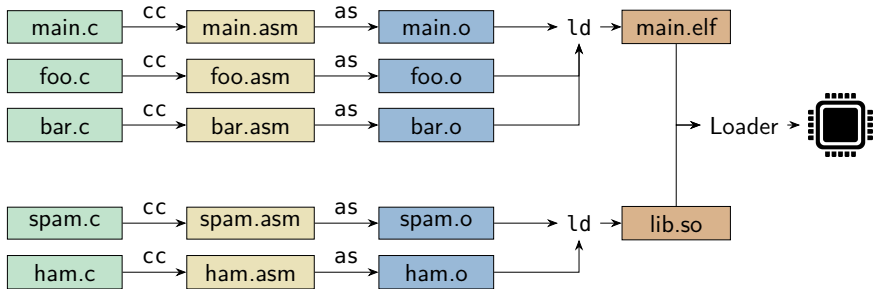 cc as
main.c main.asm main.o ld main.elf
cc as
foo.c foo.asm foo.o
cc as
bar.c bar.asm bar.o Loader
cc as
spam.c spam.asm spam.o ld lib.so
cc as
ham.c ham.asm ham.o